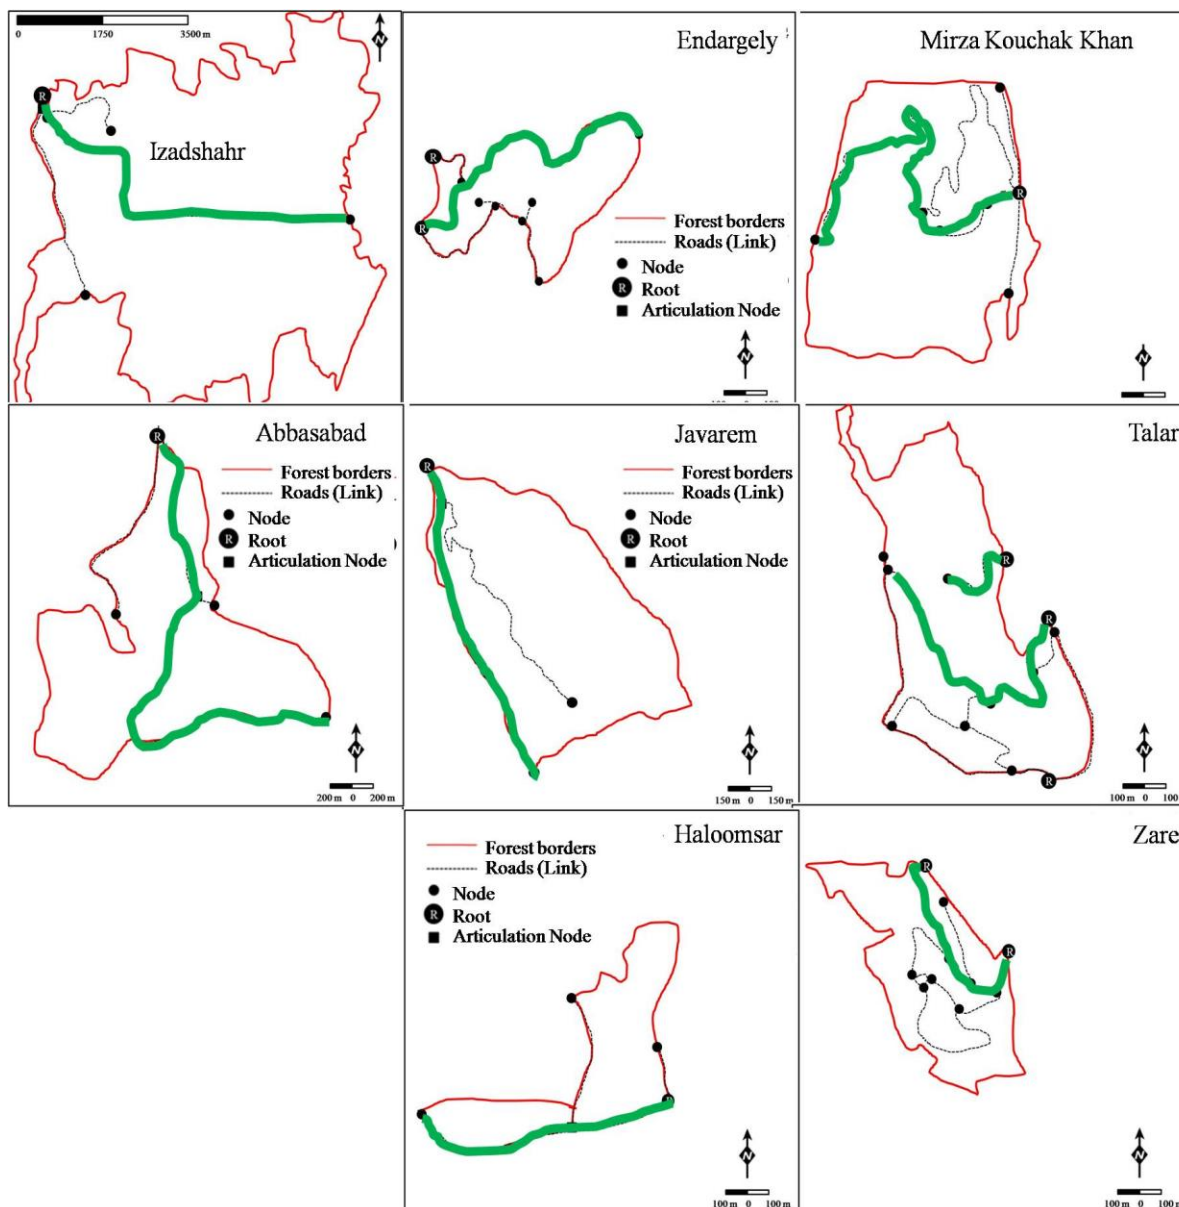 0 1750 3500 m
N
R
Izadshahr
Endargely
R
R
Forest borders
Roads (Link)
Node
R Root
Articulation Node
N
Mirza Kouchak Khan
R
N
Abbasabad
R
Forest borders
Roads (Link)
Node
R Root
Articulation Node
N
200 m 0 200 m
Javarem
R
Forest borders
Roads (Link)
Node
R Root
Articulation Node
N
150 m 0 150 m
Talar
R
R
R
N
100 m 0 100
Haloomsar
Forest borders
Roads (Link)
Node
R Root
Articulation Node
N
100 m 0 100 m
Zare
R
R
N
100 m 0 100 m